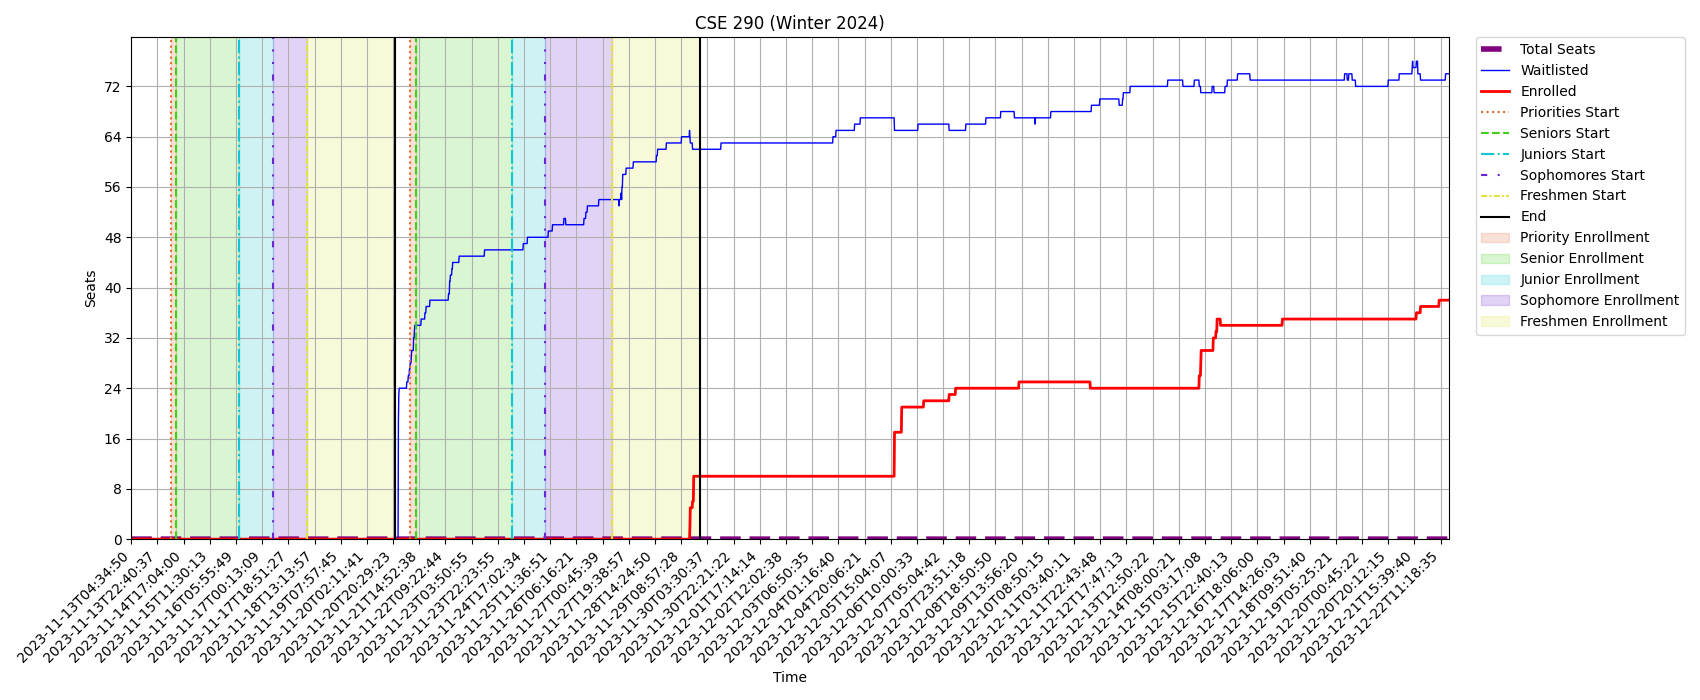 CSE 290 (Winter 2024)
Total Seats
Waitlisted
Enrolled
Priorities Start
Seniors Start
Juniors Start
Sophomores Start
Freshmen Start
End
Priority Enrollment
Senior Enrollment
Junior Enrollment
Sophomore Enrollment
Freshmen Enrollment
Seats
72
64
56
48
40
32
24
16
8
0
2023-11-13T04:34:50
2023-11-13T22:40:37
2023-11-14T17:04:00
2023-11-15T11:30:13
2023-11-16T05:55:49
2023-11-17T00:13:09
2023-11-17T18:51:27
2023-11-18T13:13:57
2023-11-19T07:57:45
2023-11-20T02:11:41
2023-11-20T20:29:23
2023-11-21T14:52:38
2023-11-22T09:22:44
2023-11-23T03:50:55
2023-11-23T22:23:55
2023-11-24T17:02:34
2023-11-25T11:36:51
2023-11-26T06:16:21
2023-11-27T00:45:39
2023-11-27T19:38:57
2023-11-28T14:24:50
2023-11-29T08:57:28
2023-11-30T03:30:37
2023-11-30T22:21:22
2023-12-01T17:14:14
2023-12-02T12:02:38
2023-12-03T06:50:35
2023-12-04T01:16:40
2023-12-04T20:06:21
2023-12-05T15:04:07
2023-12-06T10:00:33
2023-12-07T05:04:42
2023-12-07T23:51:18
2023-12-08T18:50:50
2023-12-09T13:56:20
2023-12-10T08:50:15
2023-12-11T03:40:11
2023-12-11T22:43:48
2023-12-12T17:47:13
2023-12-13T12:50:22
2023-12-14T08:00:21
2023-12-15T03:17:08
2023-12-15T22:40:13
2023-12-16T18:06:00
2023-12-17T14:26:03
2023-12-18T09:51:40
2023-12-19T05:25:21
2023-12-20T00:45:22
2023-12-20T20:12:15
2023-12-21T15:39:40
2023-12-22T11:18:35
Time